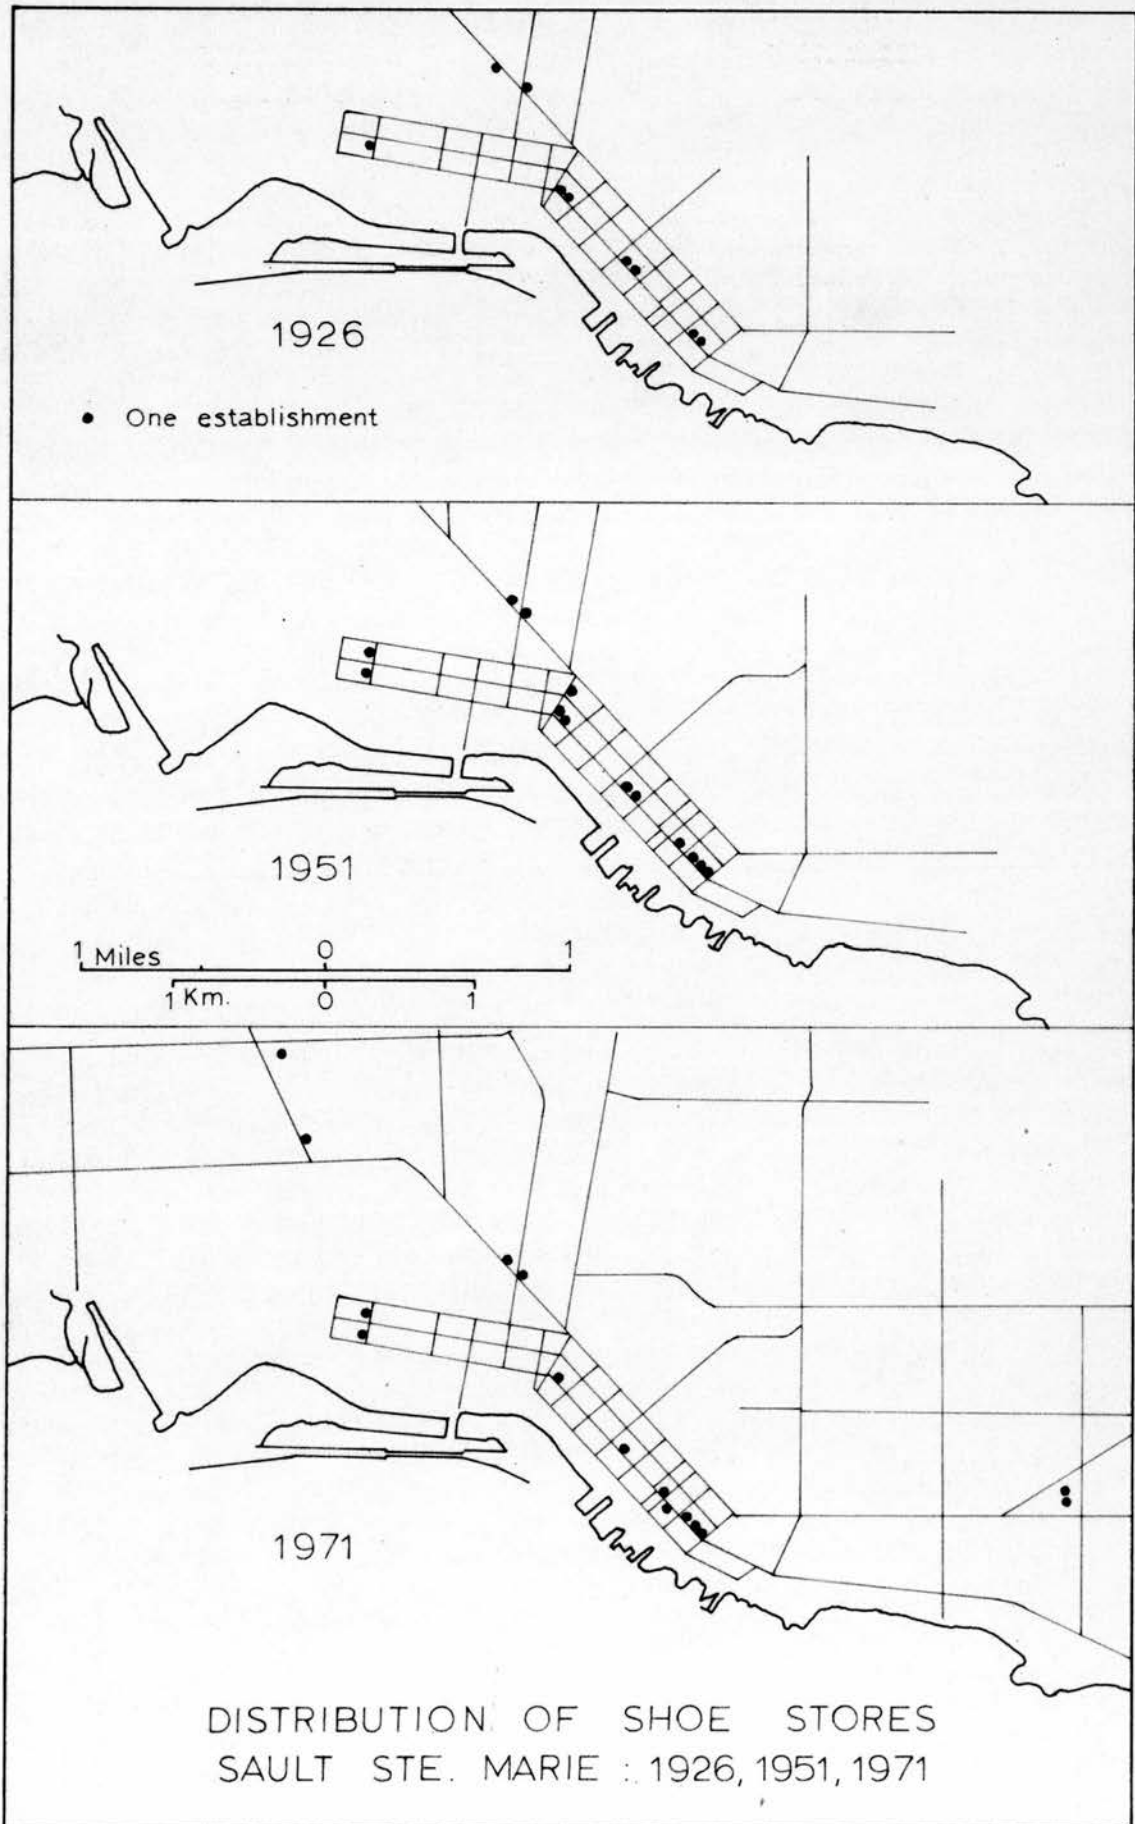 1926
One establishment
1951
1 Miles 0 1
1 Km. 0 1
1971
DISTRIBUTION OF SHOE STORES
SAULT STE. MARIE : 1926, 1951, 1971